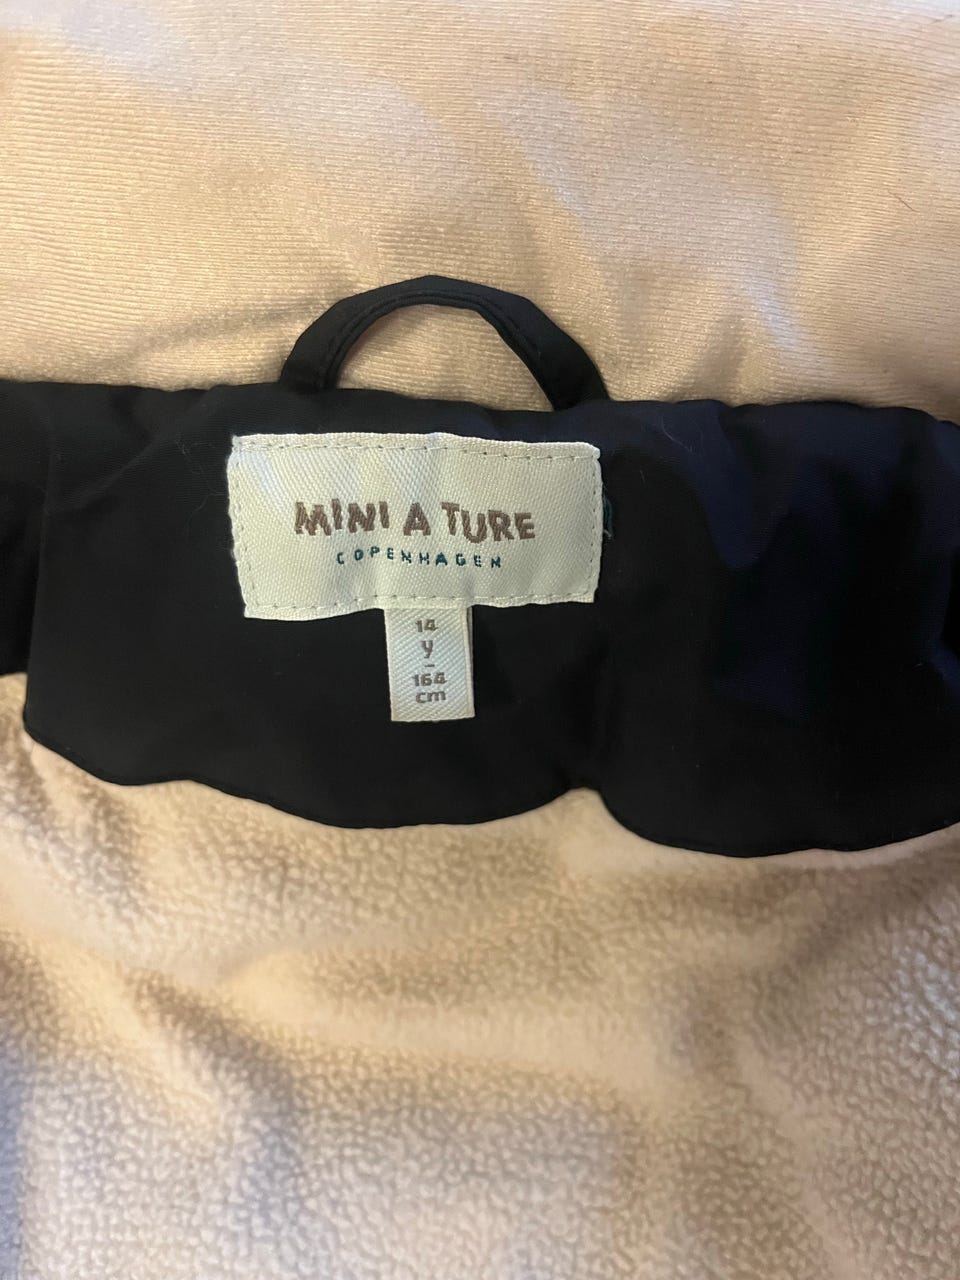 MINI A TURE
COPENHAGEN
14
y
-
164
cm